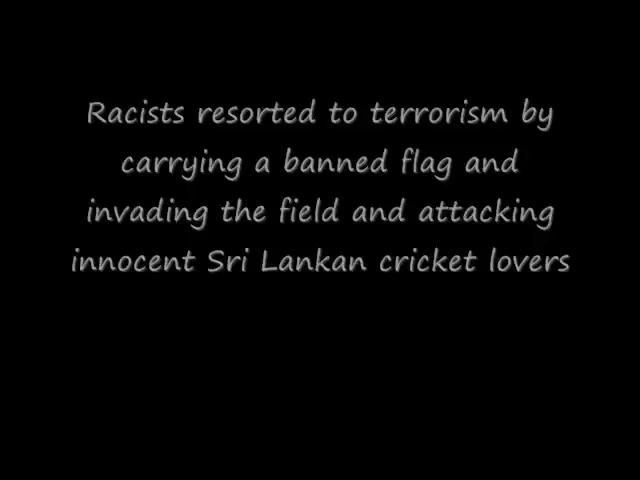 Racists resorted to terrorism by
carrying a banned flag and
invading the field and attacking
innocent Sri Lankan cricket lovers